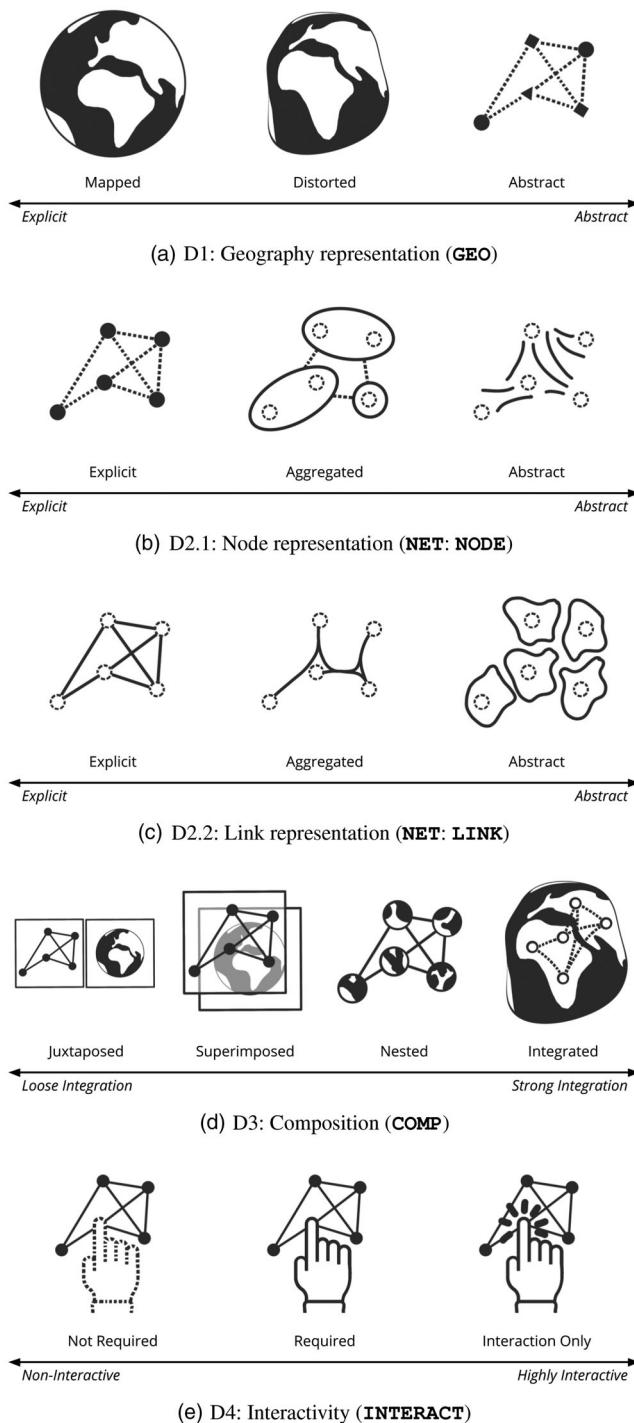 Mapped Distorted Abstract
Explicit Abstract
(a) D1: Geography representation (GEO)
Explicit Aggregated Abstract
Explicit Abstract
(b) D2.1: Node representation (NET: NODE)
Explicit Aggregated Abstract
Explicit Abstract
(c) D2.2: Link representation (NET: LINK)
Juxtaposed Superimposed Nested Integrated
Loose Integration Strong Integration
(d) D3: Composition (COMP)
Not Required Required Interaction Only
Non-Interactive Highly Interactive
(e) D4: Interactivity (INTERACT)